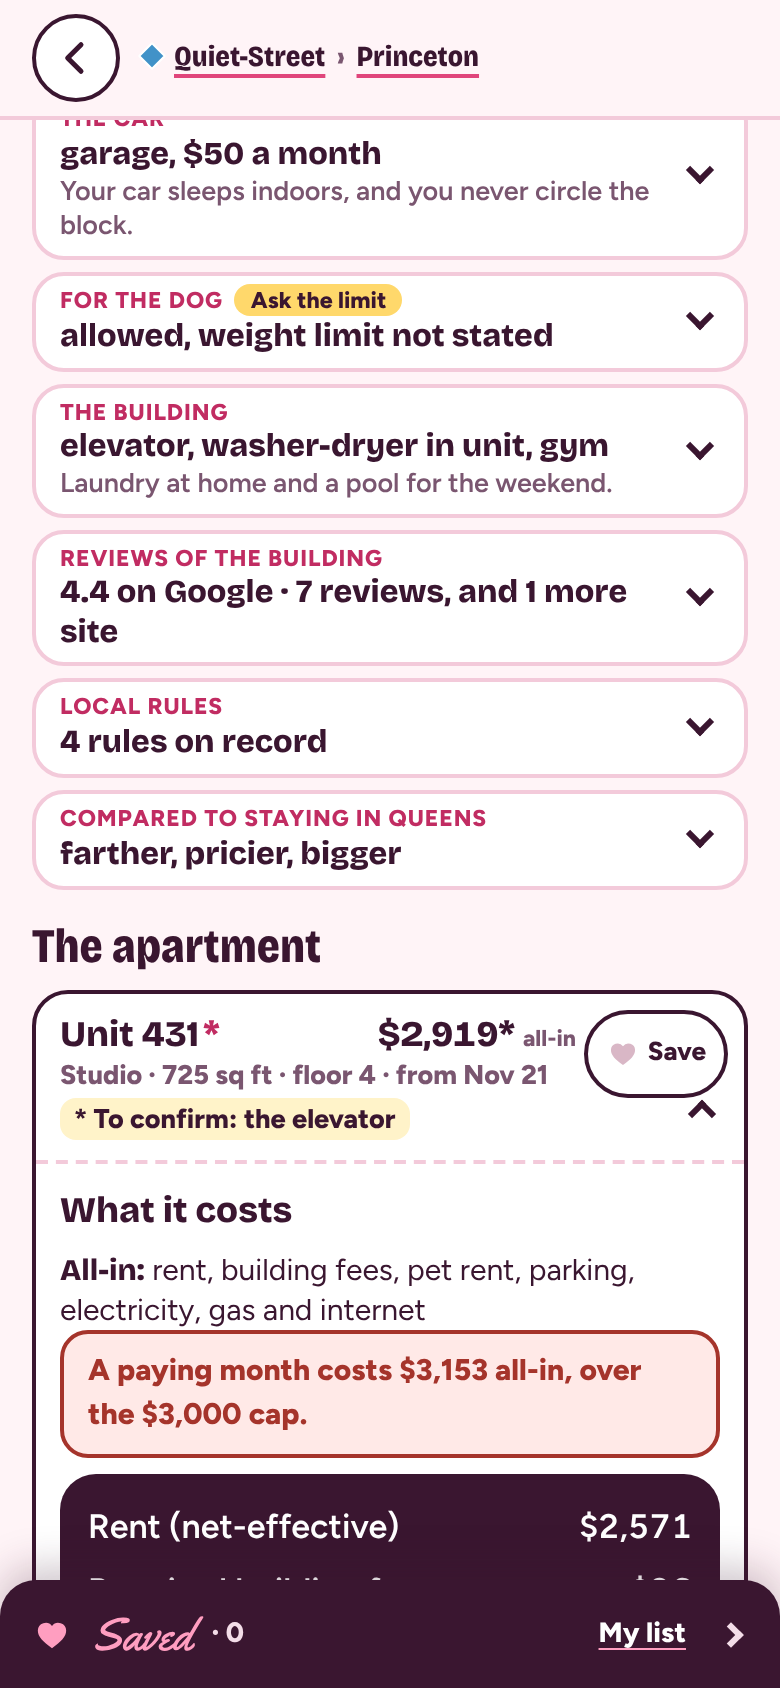 Quiet-Street › Princeton
THE CAR
garage, $50 a month
Your car sleeps indoors, and you never circle the
block.
FOR THE DOG Ask the limit
allowed, weight limit not stated
THE BUILDING
elevator, washer-dryer in unit, gym
Laundry at home and a pool for the weekend.
REVIEWS OF THE BUILDING
4.4 on Google · 7 reviews, and 1 more
site
LOCAL RULES
4 rules on record
COMPARED TO STAYING IN QUEENS
farther, pricier, bigger
The apartment
Unit 431* $2,919* all-in Save
Studio · 725 sq ft · floor 4 · from Nov 21
* To confirm: the elevator
What it costs
All-in: rent, building fees, pet rent, parking,
electricity, gas and internet
A paying month costs $3,153 all-in, over
the $3,000 cap.
Rent (net-effective) $2,571
Saved · 0 My list